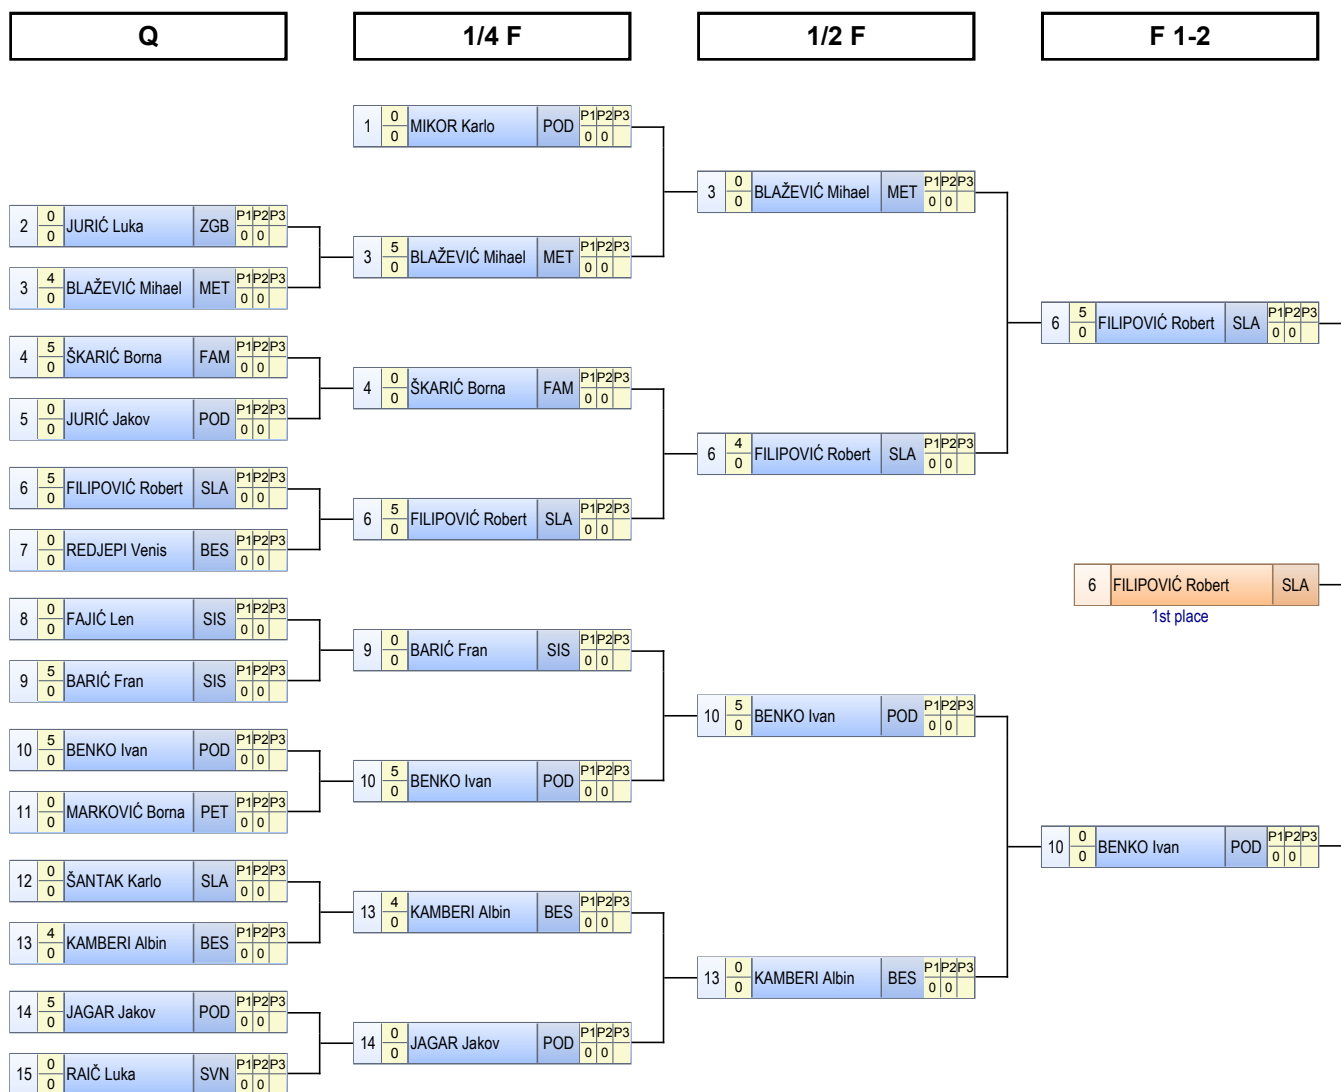 Q
1/4 F
1/2 F
F 1-2
1 0 0 MIKOR Karlo POD P1 P2 P3 0 0
3 0 0 BLAŽEVIĆ Mihael MET P1 P2 P3 0 0
2 0 0 JURIĆ Luka ZGB P1 P2 P3 0 0
3 5 0 BLAŽEVIĆ Mihael MET P1 P2 P3 0 0
3 4 0 BLAŽEVIĆ Mihael MET P1 P2 P3 0 0
6 5 0 FILIPOVIĆ Robert SLA P1 P2 P3 0 0
4 5 0 ŠKARIĆ Borna FAM P1 P2 P3 0 0
4 0 0 ŠKARIĆ Borna FAM P1 P2 P3 0 0
5 0 0 JURIĆ Jakov POD P1 P2 P3 0 0
6 4 0 FILIPOVIĆ Robert SLA P1 P2 P3 0 0
6 5 0 FILIPOVIĆ Robert SLA P1 P2 P3 0 0
6 5 0 FILIPOVIĆ Robert SLA P1 P2 P3 0 0
7 0 0 REDJEPI Venis BES P1 P2 P3 0 0
6 FILIPOVIĆ Robert SLA
1st place
8 0 0 FAJIĆ Len SIS P1 P2 P3 0 0
9 0 0 BARIĆ Fran SIS P1 P2 P3 0 0
9 5 0 BARIĆ Fran SIS P1 P2 P3 0 0
10 5 0 BENKO Ivan POD P1 P2 P3 0 0
10 5 0 BENKO Ivan POD P1 P2 P3 0 0
10 5 0 BENKO Ivan POD P1 P2 P3 0 0
11 0 0 MARKOVIĆ Borna PET P1 P2 P3 0 0
10 0 0 BENKO Ivan POD P1 P2 P3 0 0
12 0 0 ŠANTAK Karlo SLA P1 P2 P3 0 0
13 4 0 KAMBERI Albin BES P1 P2 P3 0 0
13 4 0 KAMBERI Albin BES P1 P2 P3 0 0
13 0 0 KAMBERI Albin BES P1 P2 P3 0 0
14 5 0 JAGAR Jakov POD P1 P2 P3 0 0
14 0 0 JAGAR Jakov POD P1 P2 P3 0 0
15 0 0 RAIČ Luka SVN P1 P2 P3 0 0